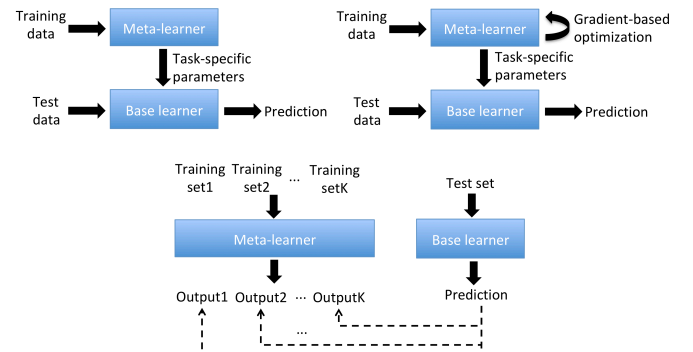 Training
data
Meta-learner
Task-specific
parameters
Test
data
Base learner
Prediction
Training
data
Meta-learner
Gradient-based
optimization
Task-specific
parameters
Test
data
Base learner
Prediction
Training Training ... Training
set1 set2 setK
Meta-learner
Output1 Output2 ... OutputK
...
Test set
Base learner
Prediction